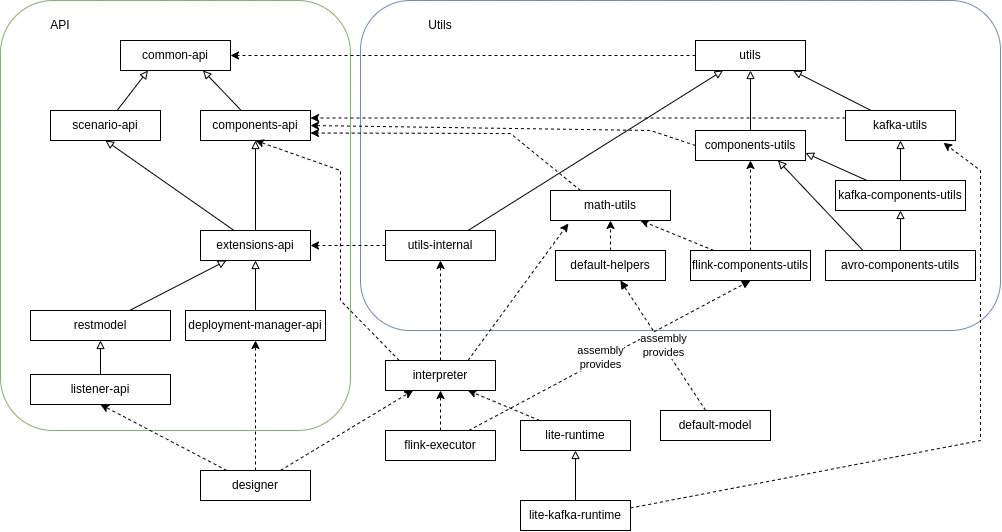 API
Utils
common-api
utils
scenario-api
components-api
kafka-utils
components-utils
kafka-components-utils
math-utils
extensions-api
utils-internal
default-helpers
flink-components-utils
avro-components-utils
restmodel
deployment-manager-api
assembly
provides
assembly
provides
listener-api
interpreter
default-model
flink-executor
lite-runtime
designer
lite-kafka-runtime